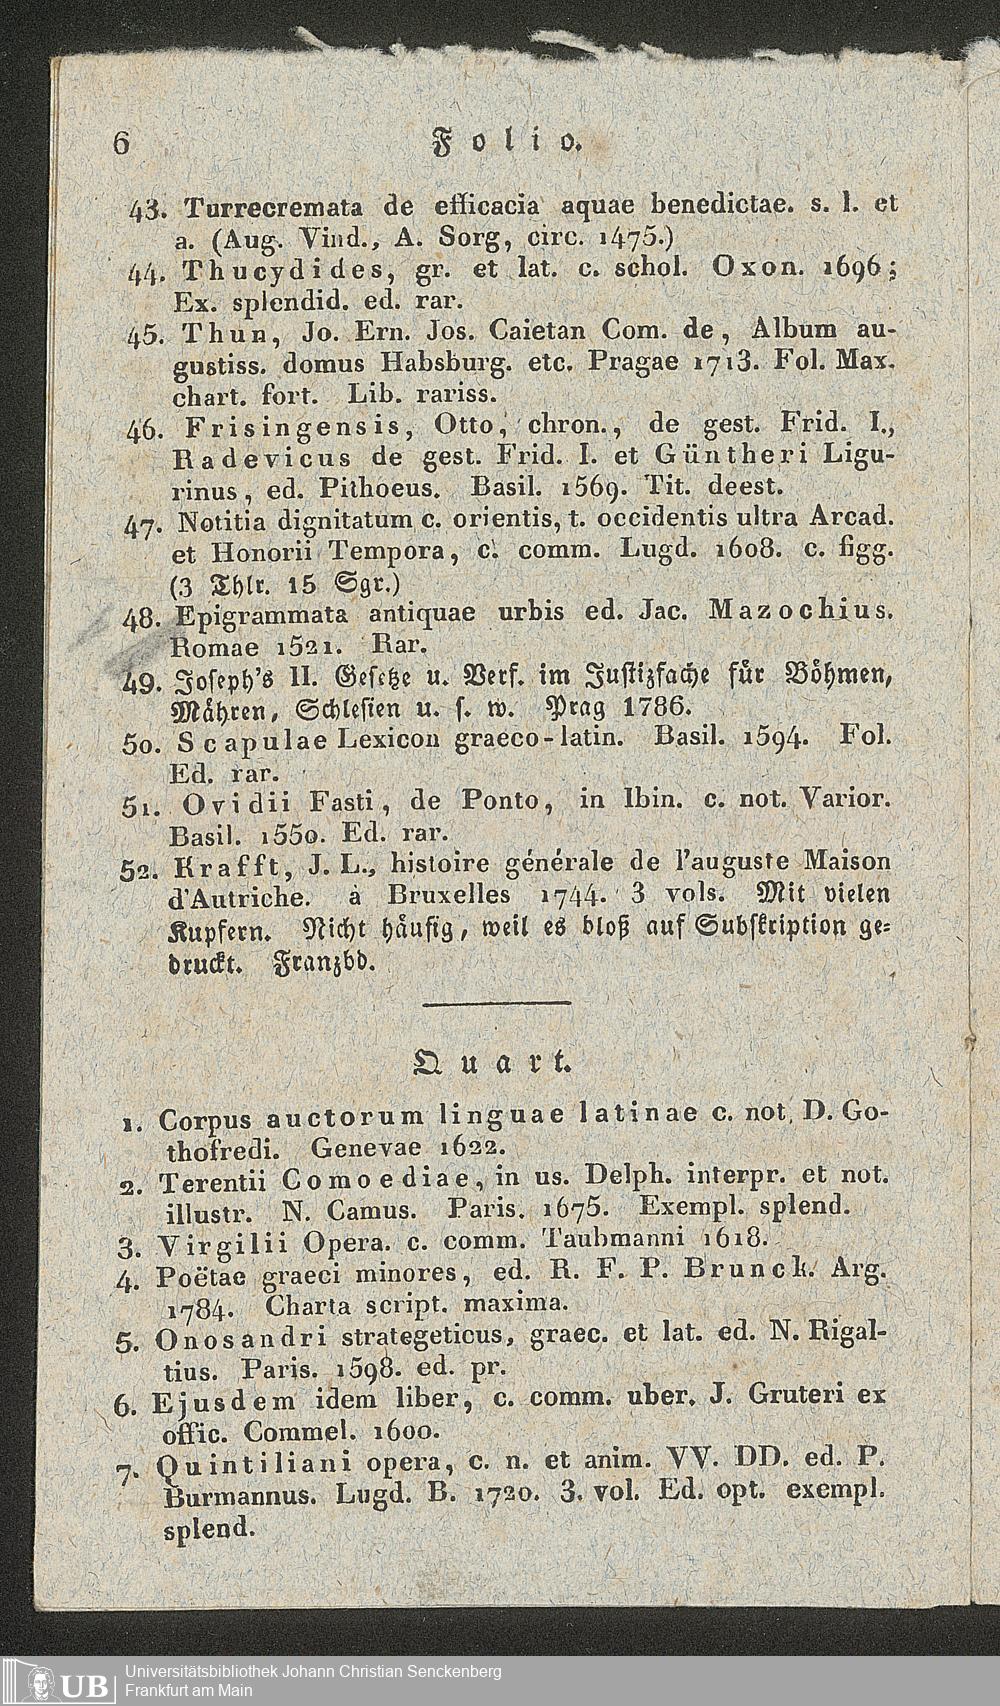 6 Folio.
43. Turrecremata de efficacia aquae benedictae. s. l. et
a. (Aug. Vind., A. Sorg, circ. 1475.)
44. Thucydides, gr. et lat. c. schol. Oxon. 1696;
Ex. splendid. ed. rar.
45. Thun, Jo. Ern. Jos. Caietan Com. de, Album au-
gustiss. domus Habsburg. etc. Pragae 1713. Fol. Max.
chart. fort. Lib. rariss.
46. Frisingensis, Otto, chron., de gest. Frid. I.,
Radevicus de gest. Frid. I. et Güntheri Ligu-
rinus, ed. Pithoeus. Basil. 1569. Tit. deest.
47. Notitia dignitatum c. orientis, t. occidentis ultra Arcad.
et Honorii Tempora, c. comm. Lugd. 1608. c. figg.
(3 Thlr. 15 Sgr.)
48. Epigrammata antiquae urbis ed. Jac. Mazochius.
Romae 1521. Rar.
49. Joseph's II. Gesetze u. Verf. im Justizfache für Böhmen,
Mähren, Schlesien u. s. w. Prag 1786.
50. Scapulae Lexicon graeco-latin. Basil. 1594. Fol.
Ed. rar.
51. Ovidii Fasti, de Ponto, in Ibin. c. not. Varior.
Basil. 1550. Ed. rar.
52. Krafft, J. L., histoire générale de l'auguste Maison
d'Autriche. à Bruxelles 1744. 3 vols. Mit vielen
Kupfern. Nicht häufig, weil es bloß auf Subskription ge-
druckt. Franzbd.
Quart.
1. Corpus auctorum linguae latinae c. not. D. Go-
thofredi. Genevae 1622.
2. Terentii Comoediae, in us. Delph. interpr. et not.
illustr. N. Camus. Paris. 1675. Exempl. splend.
3. Virgilii Opera. c. comm. Taubmanni 1618.
4. Poëtae graeci minores, ed. R. F. P. Brunck. Arg.
1784. Charta script. maxima.
5. Onosandri strategeticus, graec. et lat. ed. N. Rigal-
tius. Paris. 1598. ed. pr.
6. Ejusdem idem liber, c. comm. uber. J. Gruteri ex
offic. Commel. 1600.
7. Quintiliani opera, c. n. et anim. VV. DD. ed. P.
Burmannus. Lugd. B. 1720. 3. vol. Ed. opt. exempl.
splend.
UB Universitätsbibliothek Johann Christian Senckenberg
Frankfurt am Main